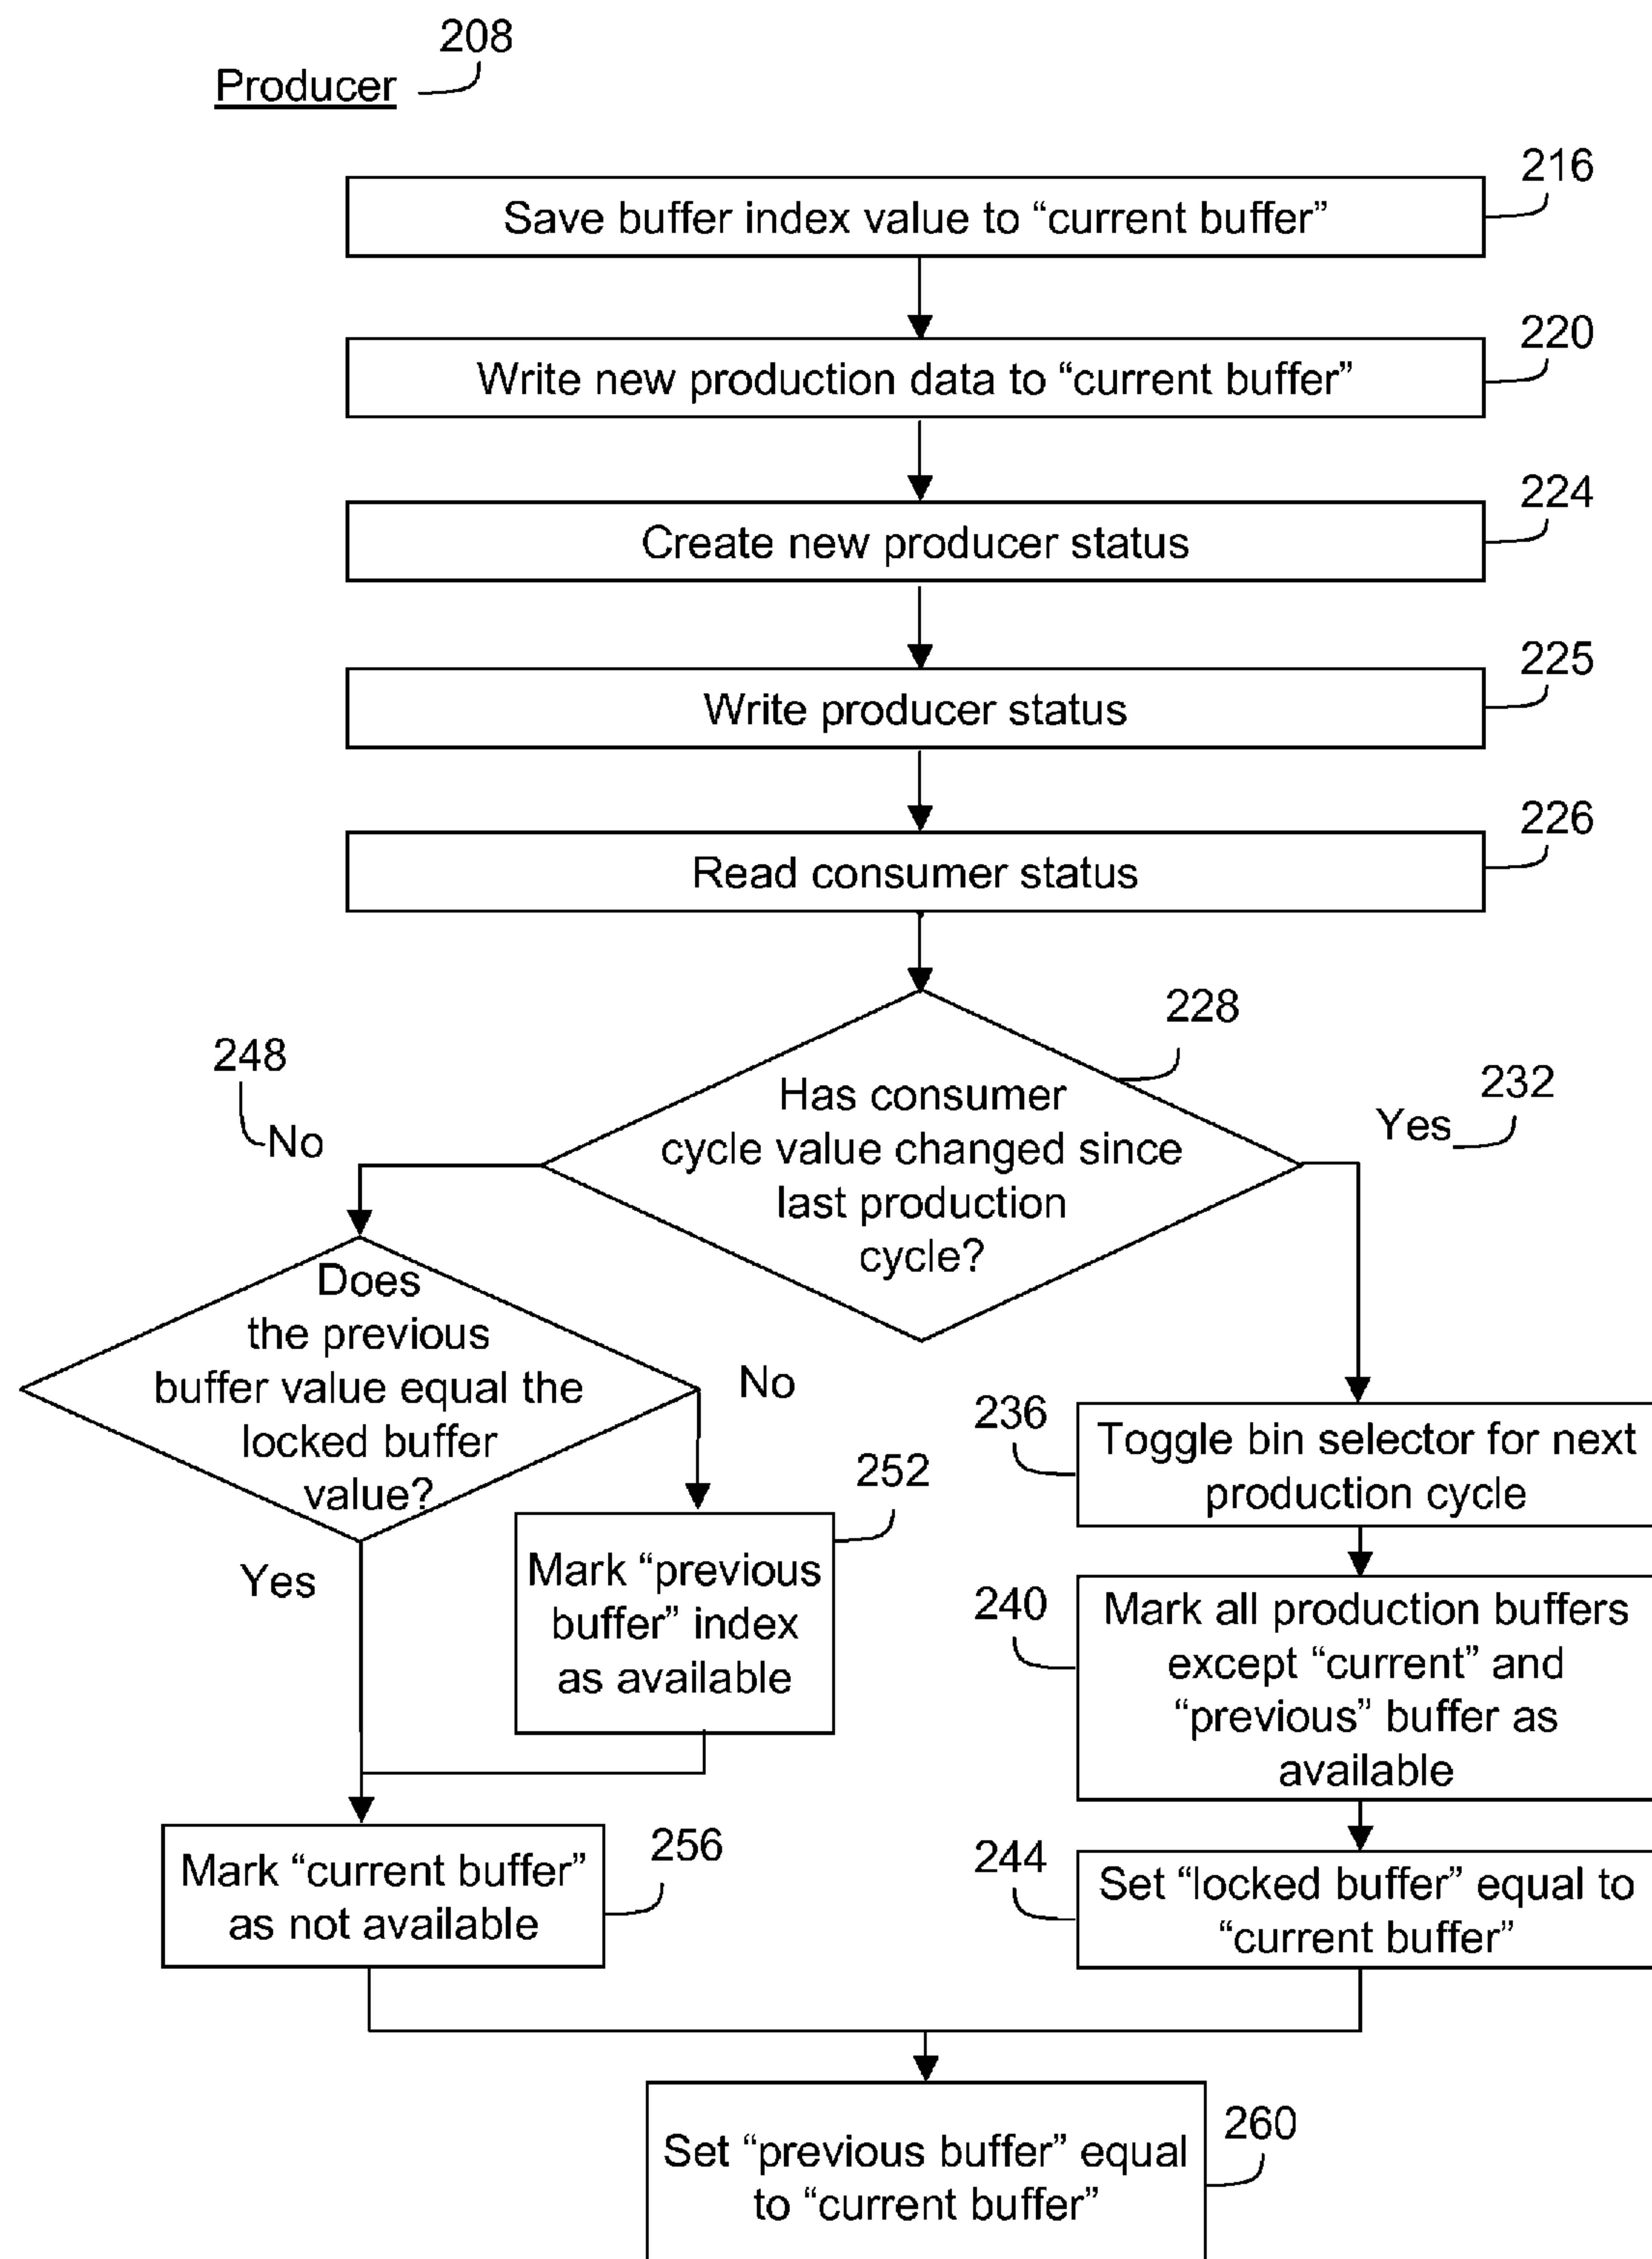 208
Producer
216
Save buffer index value to “current buffer”
220
Write new production data to “current buffer”
224
Create new producer status
225
Write producer status
226
Read consumer status
228
Has consumer
cycle value changed since
last production
cycle?
248
No
232
Yes
Does
the previous
buffer value equal the
locked buffer
value?
No
Yes
252
Mark “previous
buffer” index
as available
236
Toggle bin selector for next
production cycle
240
Mark all production buffers
except “current” and
“previous” buffer as
available
256
Mark “current buffer”
as not available
244
Set “locked buffer” equal to
“current buffer”
260
Set “previous buffer” equal
to “current buffer”